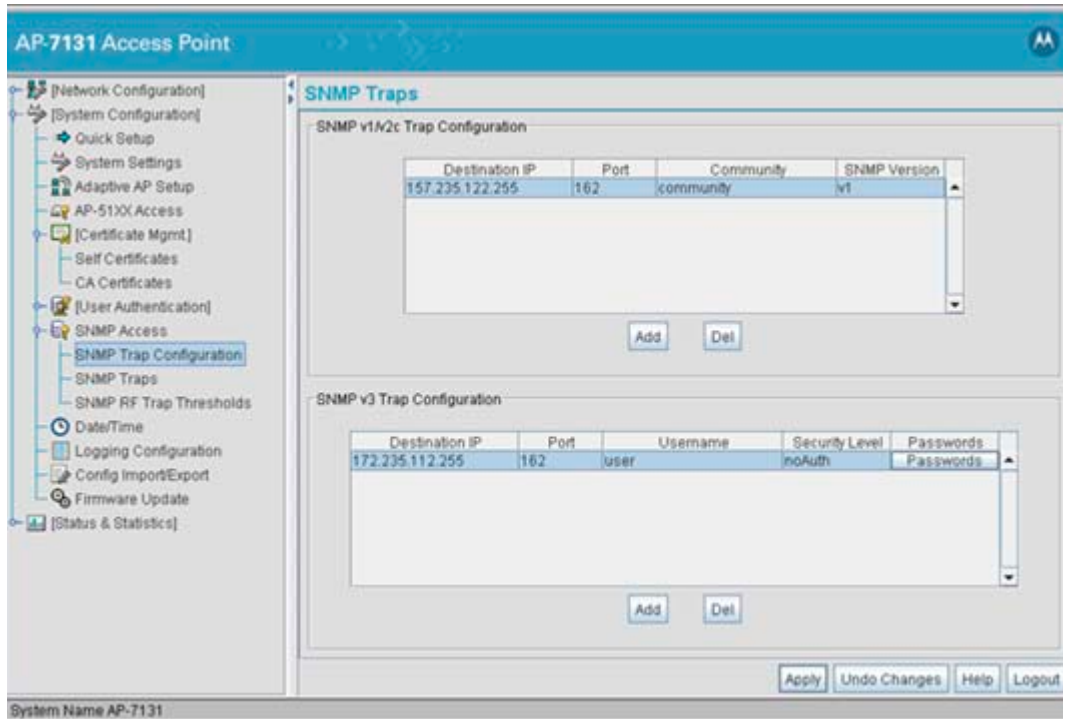 AP-7131 Access Point
[Network Configuration]
[System Configuration]
Quick Setup
System Settings
Adaptive AP Setup
AP-51XX Access
[Certificate Mgmt.]
Self Certificates
CA Certificates
[User Authentication]
SNMP Access
SNMP Trap Configuration
SNMP Traps
SNMP RF Trap Thresholds
Date/Time
Logging Configuration
Config Import/Export
Firmware Update
[Status & Statistics]
SNMP Traps
SNMP v1/v2c Trap Configuration
Destination IP Port Community SNMP Version
157.235.122.255 162 community v1
Add Del
SNMP v3 Trap Configuration
Destination IP Port Username Security Level Passwords
172.235.112.255 162 user noAuth Passwords
Add Del
Apply Undo Changes Help Logout
System Name AP-7131